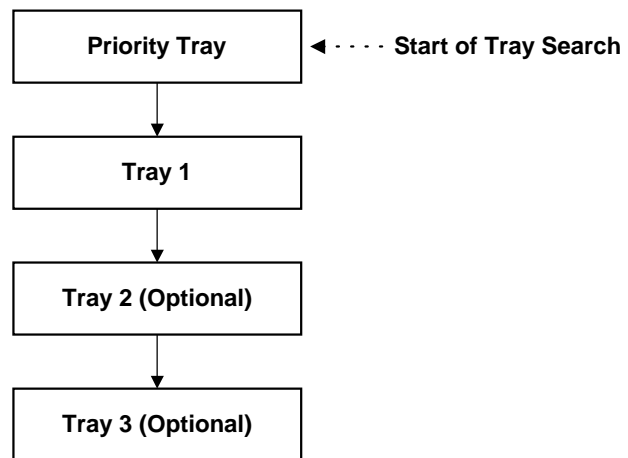 Priority Tray
Start of Tray Search
Tray 1
Tray 2 (Optional)
Tray 3 (Optional)